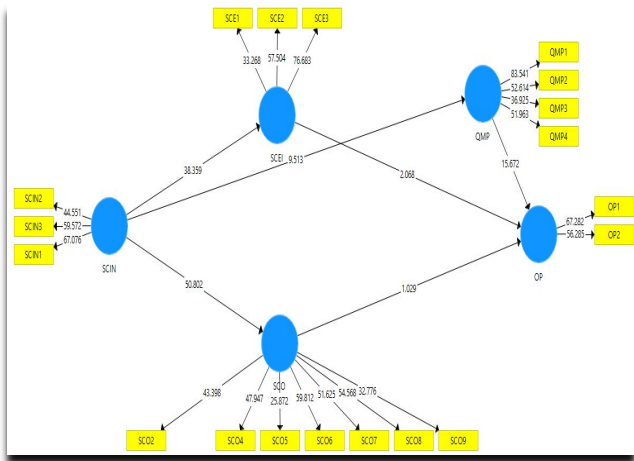 SCE1 SCE2 SCE3
33.268 57.504 76.683
SCEI
QMP1
QMP2
QMP3
QMP4
83.541
52.614
36.925
51.963
QMP
38.359
9.513
2.068
15.672
SCIN2
SCIN3
SCIN1
44.551
59.572
67.076
SCIN
OP1
OP2
67.282
56.285
OP
50.802
1.029
SCO
43.398 47.947 25.872 59.812 51.625 54.568 32.776
SCO2 SCO4 SCO5 SCO6 SCO7 SCO8 SCO9